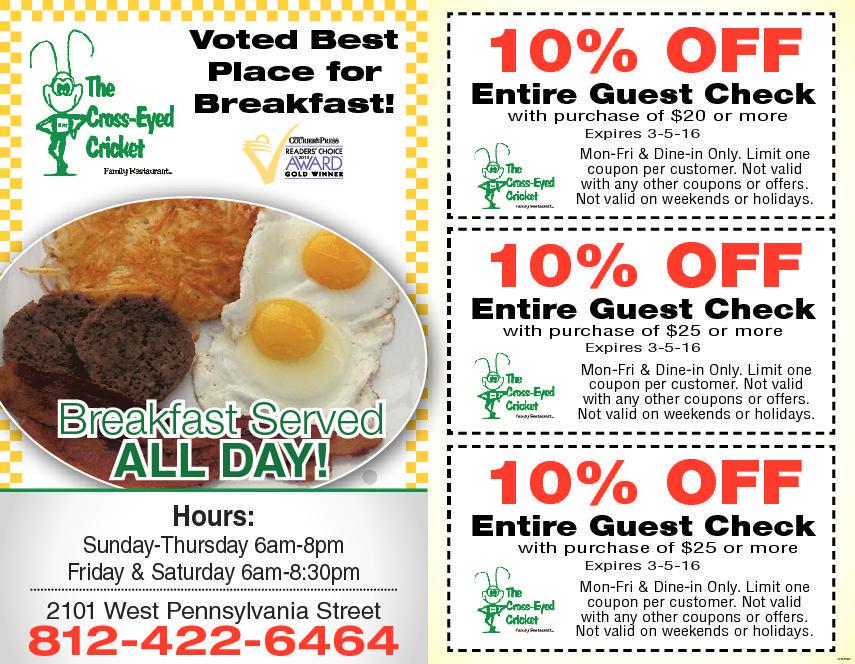 Voted Best
Place for
Breakfast!
The
Cross-Eyed
Cricket
Family Restaurant
COURIER&PRESS
READERS' CHOICE
AWARD
GOLD WINNER
Breakfast Served
ALL DAY!
Hours:
Sunday-Thursday 6am-8pm
Friday & Saturday 6am-8:30pm
2101 West Pennsylvania Street
812-422-6464
10% OFF
Entire Guest Check
with purchase of $20 or more
Expires 3-5-16
The
Cross-Eyed
Cricket
Family Restaurant
Mon-Fri & Dine-in Only. Limit one
coupon per customer. Not valid
with any other coupons or offers.
Not valid on weekends or holidays.
10% OFF
Entire Guest Check
with purchase of $25 or more
Expires 3-5-16
The
Cross-Eyed
Cricket
Family Restaurant
Mon-Fri & Dine-in Only. Limit one
coupon per customer. Not valid
with any other coupons or offers.
Not valid on weekends or holidays.
10% OFF
Entire Guest Check
with purchase of $25 or more
Expires 3-5-16
The
Cross-Eyed
Cricket
Family Restaurant
Mon-Fri & Dine-in Only. Limit one
coupon per customer. Not valid
with any other coupons or offers.
Not valid on weekends or holidays.